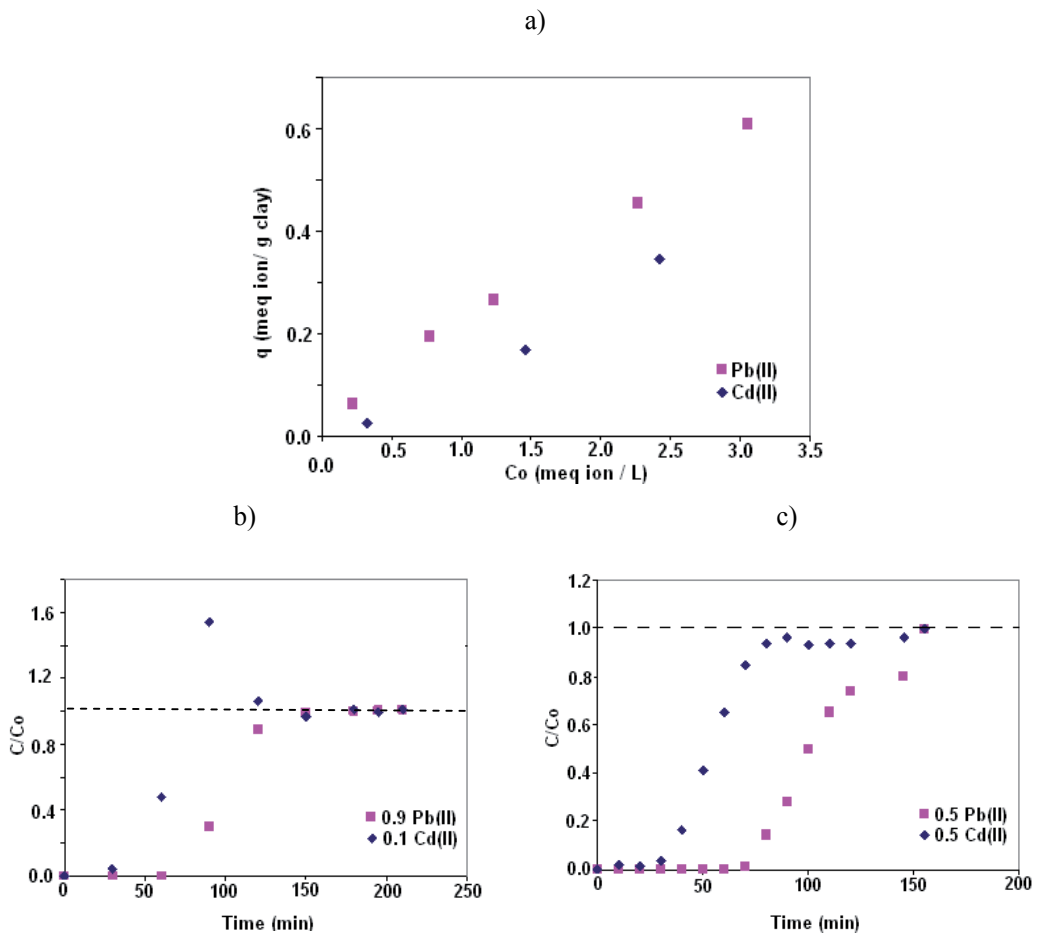 a)
0.6
0.4
0.2
0.0
q (meq ion/ g clay)
Pb(II)
Cd(II)
0.0 0.5 1.0 1.5 2.0 2.5 3.0 3.5
Co (meq ion / L)
b)
1.6
1.2
0.8
0.4
0.0
C/Co
0.9 Pb(II)
0.1 Cd(II)
0 50 100 150 200 250
Time (min)
c)
1.2
1.0
0.8
0.6
0.4
0.2
0.0
C/Co
0.5 Pb(II)
0.5 Cd(II)
0 50 100 150 200
Time (min)